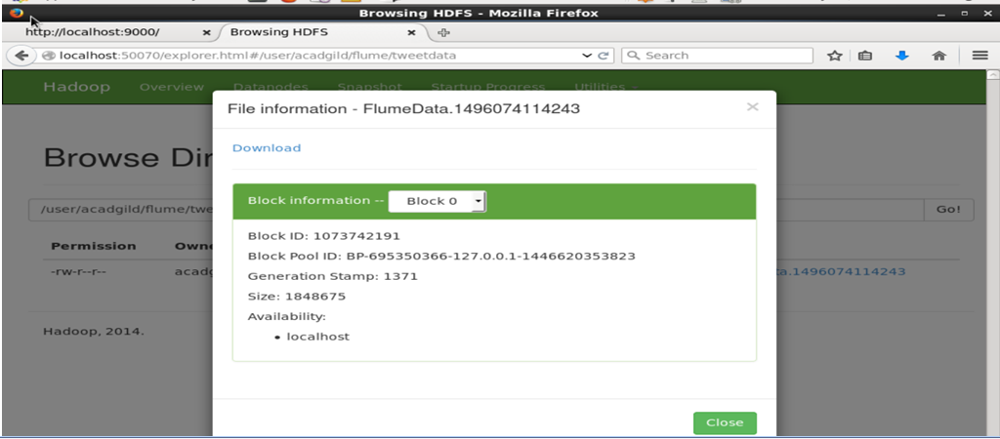 Browsing HDFS - Mozilla Firefox
http://localhost:9000/ × Browsing HDFS ×
localhost:50070/explorer.html#/user/acadgild/flume/tweetdata Search
Hadoop Overview Datanodes Snapshot Startup Progress Utilities
File information - FlumeData.1496074114243 ×
Download
Browse Dir
Block information -- Block 0
/user/acadgild/flume/twe Go!
Block ID: 1073742191
Permission Owne
Block Pool ID: BP-695350366-127.0.0.1-1446620353823
-rw-r--r-- acadg a.1496074114243
Generation Stamp: 1371
Size: 1848675
Availability:
Hadoop, 2014.
• localhost
Close